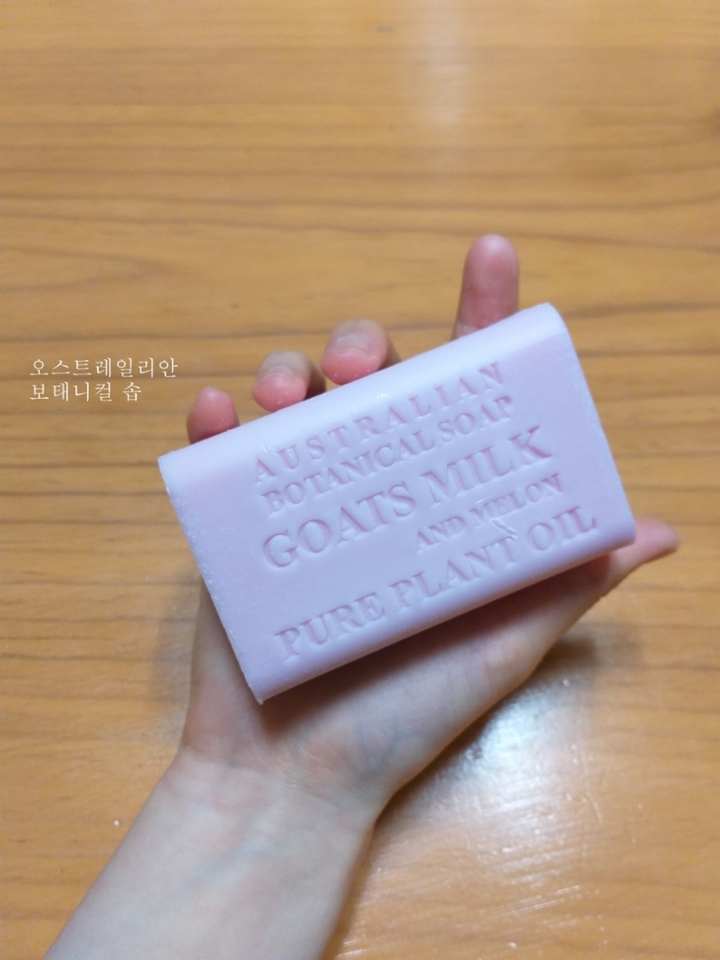 오스트레일리안
보태니컬 솝
AUSTRALIAN
BOTANICAL SOAP
GOATS MILK
AND MELON
PURE PLANT OIL